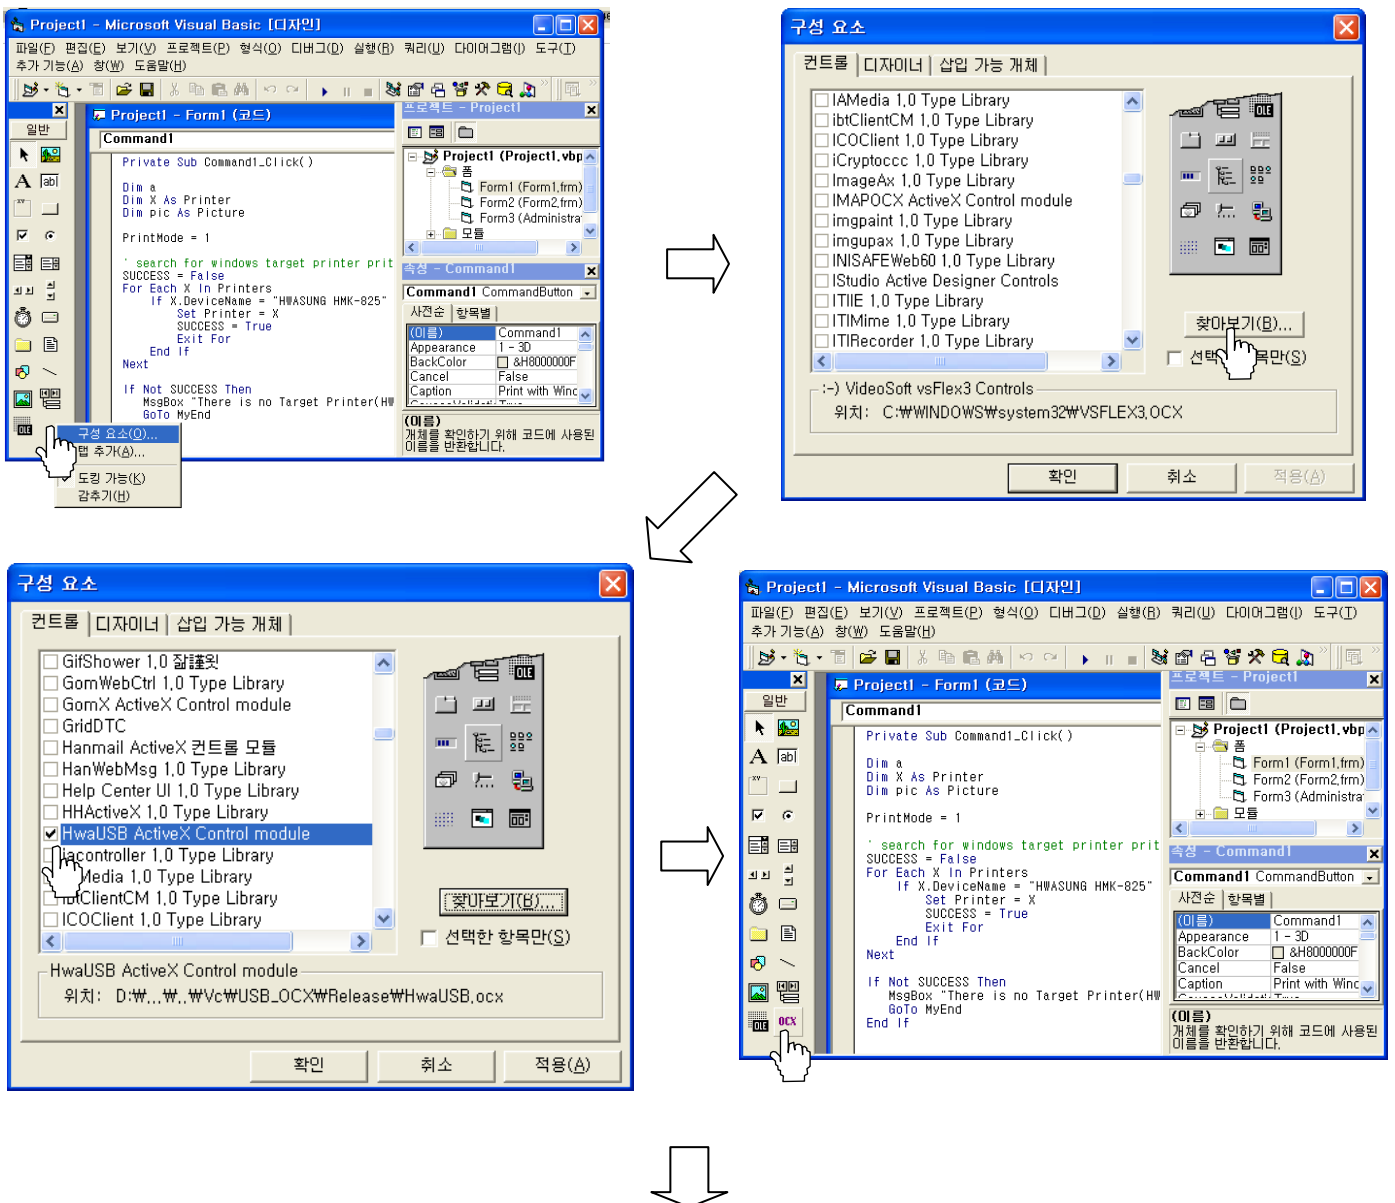 Project1 - Microsoft Visual Basic [디자인]
파일(F) 편집(E) 보기(V) 프로젝트(P) 형식(O) 디버그(D) 실행(R) 쿼리(U) 다이어그램(I) 도구(T)
추가 기능(A) 창(W) 도움말(H)
일반
Project1 - Form1 (코드)
Command1
Private Sub Command1_Click()
Dim a
Dim X As Printer
Dim pic As Picture
PrintMode = 1
' search for windows target printer prit
SUCCESS = False
For Each X In Printers
If X.DeviceName = "HWASUNG HMK-825"
Set Printer = X
SUCCESS = True
Exit For
End If
Next
If Not SUCCESS Then
MsgBox "There is no Target Printer(HW
GoTo MyEnd
프로젝트 - Project1
Project1 (Project1.vbp
폼
Form1 (Form1.frm)
Form2 (Form2.frm)
Form3 (Administra
모듈
속성 - Command1
Command1 CommandButton
사전순 항목별
(이름) Command1
Appearance 1 - 3D
BackColor &H8000000F
Cancel False
Caption Print with Winc
CausesValidati True
(이름)
개체를 확인하기 위해 코드에 사용된
이름을 반환합니다.
구성 요소(O)...
탭 추가(A)...
도킹 가능(K)
감추기(H)
구성 요소
컨트롤 디자이너 삽입 가능 개체
IAMedia 1.0 Type Library
ibtClientCM 1.0 Type Library
ICOClient 1.0 Type Library
iCryptoccc 1.0 Type Library
ImageAx 1.0 Type Library
IMAPOCX ActiveX Control module
imgpaint 1.0 Type Library
imgupax 1.0 Type Library
INISAFEWeb60 1.0 Type Library
IStudio Active Designer Controls
ITIIE 1.0 Type Library
ITIMime 1.0 Type Library
ITIRecorder 1.0 Type Library
OLE
찾아보기(B)...
선택 목만(S)
:-) VideoSoft vsFlex3 Controls
위치: C:₩WINDOWS₩system32₩VSFLEX3.OCX
확인 취소 적용(A)
구성 요소
컨트롤 디자이너 삽입 가능 개체
GifShower 1.0
GomWebCtrl 1.0 Type Library
GomX ActiveX Control module
GridDTC
Hanmail ActiveX 컨트롤 모듈
HanWebMsg 1.0 Type Library
Help Center UI 1.0 Type Library
HHActiveX 1.0 Type Library
HwaUSB ActiveX Control module
iacontroller 1.0 Type Library
Media 1.0 Type Library
ibtClientCM 1.0 Type Library
ICOClient 1.0 Type Library
OLE
찾아보기(B)...
선택한 항목만(S)
HwaUSB ActiveX Control module
위치: D:₩...₩..₩Vc₩USB_OCX₩Release₩HwaUSB.ocx
확인 취소 적용(A)
Project1 - Microsoft Visual Basic [디자인]
파일(F) 편집(E) 보기(V) 프로젝트(P) 형식(O) 디버그(D) 실행(R) 쿼리(U) 다이어그램(I) 도구(T)
추가 기능(A) 창(W) 도움말(H)
일반
OCX
Project1 - Form1 (코드)
Command1
Private Sub Command1_Click()
Dim a
Dim X As Printer
Dim pic As Picture
PrintMode = 1
' search for windows target printer prit
SUCCESS = False
For Each X In Printers
If X.DeviceName = "HWASUNG HMK-825"
Set Printer = X
SUCCESS = True
Exit For
End If
Next
If Not SUCCESS Then
MsgBox "There is no Target Printer(HW
GoTo MyEnd
End If
프로젝트 - Project1
Project1 (Project1.vbp
폼
Form1 (Form1.frm)
Form2 (Form2.frm)
Form3 (Administra
모듈
속성 - Command1
Command1 CommandButton
사전순 항목별
(이름) Command1
Appearance 1 - 3D
BackColor &H8000000F
Cancel False
Caption Print with Winc
(이름)
개체를 확인하기 위해 코드에 사용된
이름을 반환합니다.